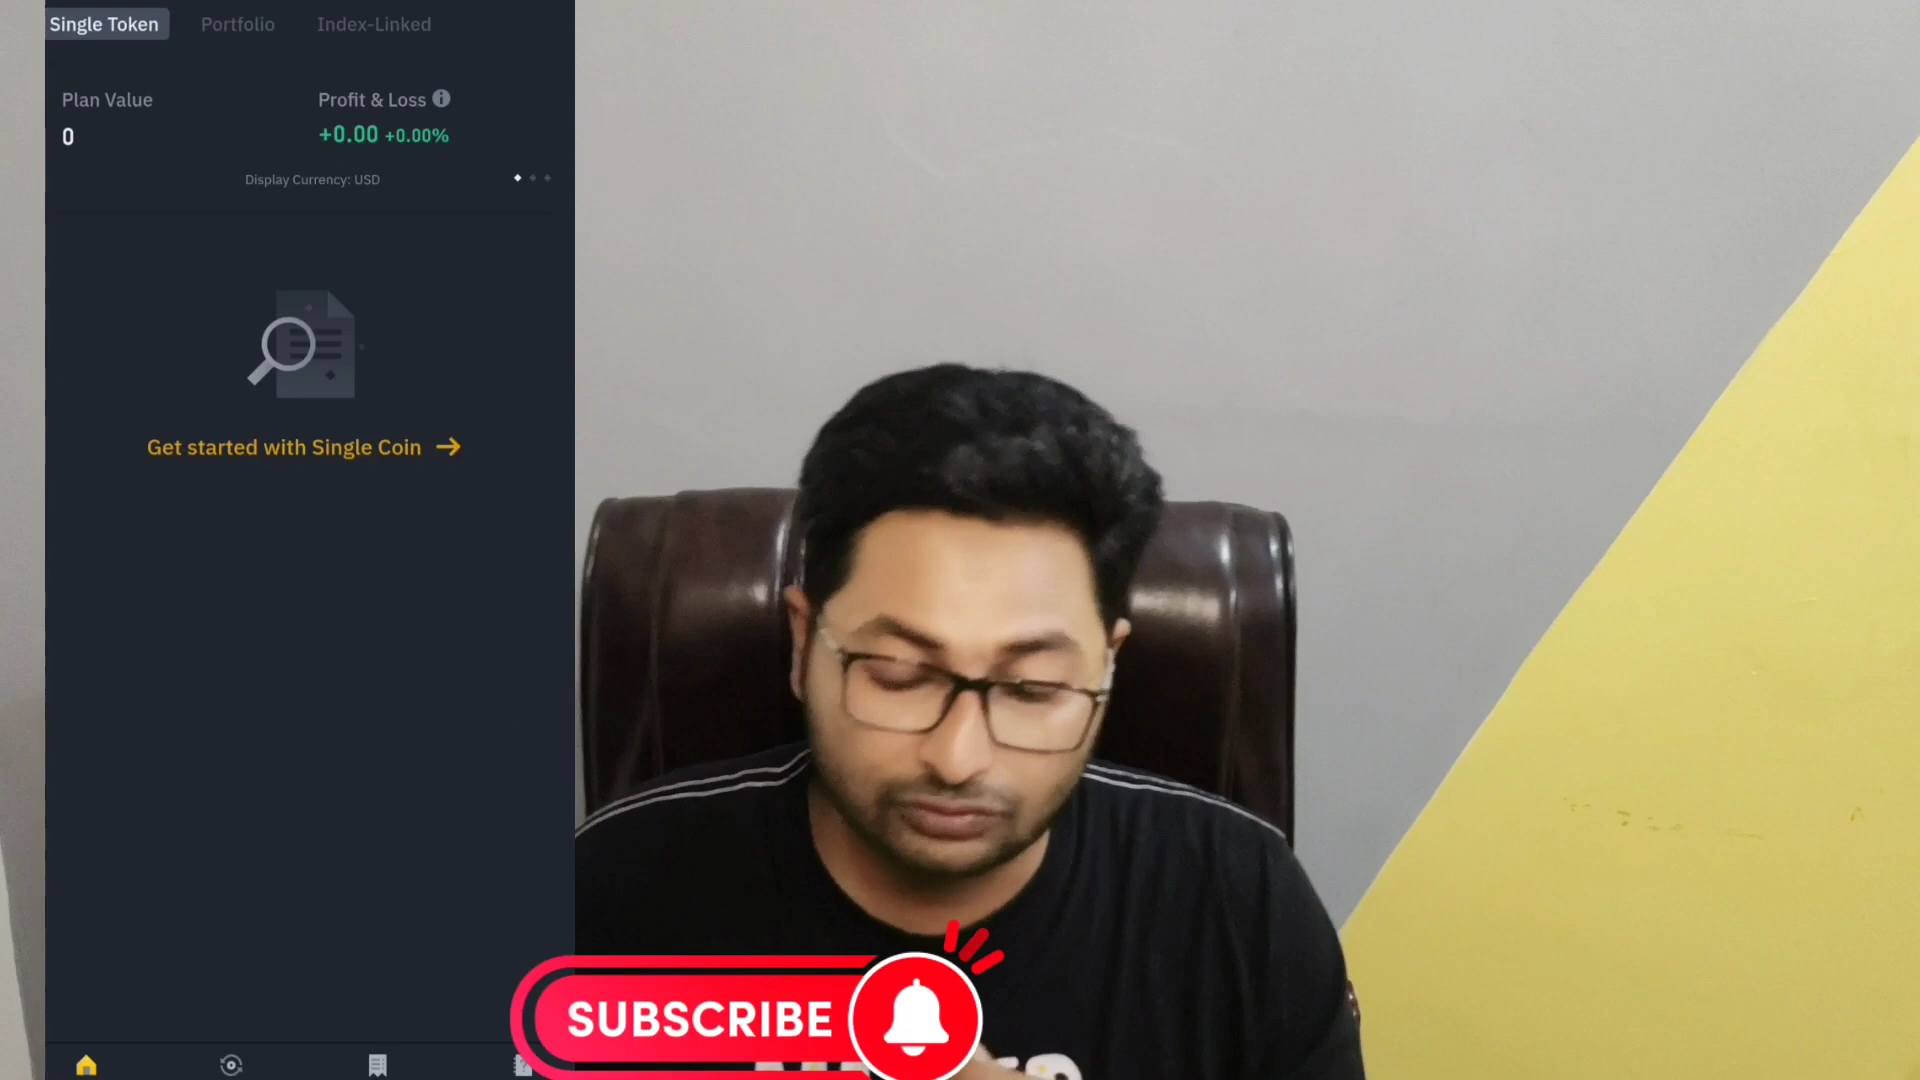 Single Token Portfolio Index-Linked
Plan Value Profit & Loss
0 +0.00 +0.00%
Display Currency: USD
Get started with Single Coin
SUBSCRIBE